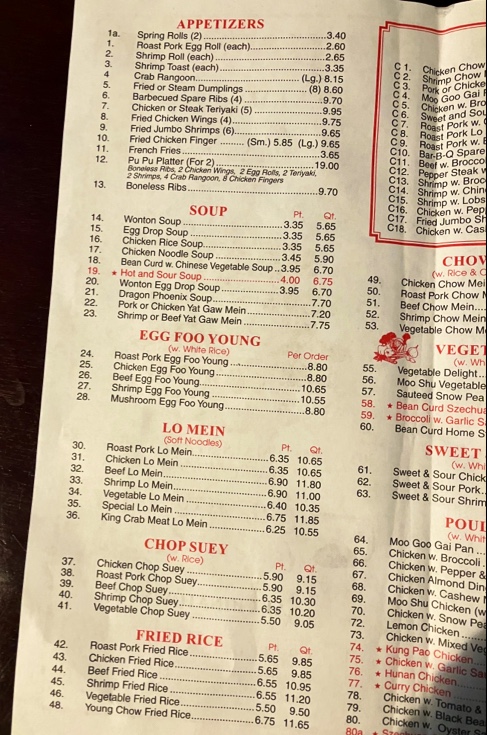 APPETIZERS
1a. Spring Rolls (2) 3.40
1. Roast Pork Egg Roll (each) 2.60
2. Shrimp Roll (each) 2.65
3. Shrimp Toast (each) 3.35
4 Crab Rangoon (Lg.) 8.15
5. Fried or Steam Dumplings (8) 8.60
6. Barbecued Spare Ribs (4) 9.70
7. Chicken or Steak Teriyaki (5) 9.95
8. Fried Chicken Wings (4) 9.75
9. Fried Jumbo Shrimps (6) 9.65
10. Fried Chicken Finger (Sm.) 5.85 (Lg.) 9.65
11. French Fries 3.65
12. Pu Pu Platter (For 2) 19.00
Boneless Ribs, 2 Chicken Wings, 2 Egg Rolls, 2 Teriyaki,
2 Shrimps, 4 Crab Rangoon, 8 Chicken Fingers
13. Boneless Ribs 9.70
SOUP
Pt. Qt.
14. Wonton Soup 3.35 5.65
15. Egg Drop Soup 3.35 5.65
16. Chicken Rice Soup 3.35 5.65
17. Chicken Noodle Soup 3.45 5.90
18. Bean Curd w. Chinese Vegetable Soup 3.95 6.70
19. ★ Hot and Sour Soup 4.00 6.75
20. Wonton Egg Drop Soup 3.95 6.70
21. Dragon Phoenix Soup 7.70
22. Pork or Chicken Yat Gaw Mein 7.20
23. Shrimp or Beef Yat Gaw Mein 7.75
EGG FOO YOUNG
(w. White Rice) Per Order
24. Roast Pork Egg Foo Young 8.80
25. Chicken Egg Foo Young 8.80
26. Beef Egg Foo Young 10.65
27. Shrimp Egg Foo Young 10.55
28. Mushroom Egg Foo Young 8.80
LO MEIN
(Soft Noodles) Pt. Qt.
30. Roast Pork Lo Mein 6.35 10.65
31. Chicken Lo Mein 6.35 10.65
32. Beef Lo Mein 6.90 11.80
33. Shrimp Lo Mein 6.90 11.00
34. Vegetable Lo Mein 6.40 10.35
35. Special Lo Mein 6.75 11.85
36. King Crab Meat Lo Mein 6.25 10.55
CHOP SUEY
(w. Rice) Pt. Qt.
37. Chicken Chop Suey 5.90 9.15
38. Roast Pork Chop Suey 5.90 9.15
39. Beef Chop Suey 6.35 10.30
40. Shrimp Chop Suey 6.35 10.20
41. Vegetable Chop Suey 5.50 9.05
FRIED RICE
Pt. Qt.
42. Roast Pork Fried Rice 5.65 9.85
43. Chicken Fried Rice 5.65 9.85
44. Beef Fried Rice 6.55 10.95
45. Shrimp Fried Rice 6.55 11.20
46. Vegetable Fried Rice 5.50 9.50
48. Young Chow Fried Rice 6.75 11.65
C 1. Chicken Chow
C 2. Shrimp Chow
C 3. Pork or Chicke
C 4. Moo Goo Gai
C 5. Chicken w. Bro
C 6. Sweet and Sou
C 7. Roast Pork w.
C 8. Roast Pork Lo
C 9. Roast Pork w.
C10. Bar-B-Q Spare
C11. Beef w. Brocc
C12. Pepper Steak
C13. Shrimp w. Broc
C14. Shrimp w. Chin
C15. Shrimp w. Lobs
C16. Chicken w. Pep
C17. Fried Jumbo Sh
C18. Chicken w. Cas
CHOW
(w. Rice & C
49. Chicken Chow Mei
50. Roast Pork Chow
51. Beef Chow Mein
52. Shrimp Chow Mein
53. Vegetable Chow M
VEGET
(w. Wh
55. Vegetable Delight
56. Moo Shu Vegetable
57. Sauteed Snow Pea
58. ★ Bean Curd Szechua
59. ★ Broccoli w. Garlic Sa
60. Bean Curd Home S
SWEET
(w. Whi
61. Sweet & Sour Chick
62. Sweet & Sour Pork
63. Sweet & Sour Shrim
POUL
(w. Whit
64. Moo Goo Gai Pan
65. Chicken w. Broccoli
66. Chicken w. Pepper &
67. Chicken Almond Din
68. Chicken w. Cashew
69. Moo Shu Chicken (w
70. Chicken w. Snow Pea
72. Lemon Chicken
73. Chicken w. Mixed Veg
74. ★ Kung Pao Chicken
75. ★ Chicken w. Garlic Sa
76. ★ Hunan Chicken
77. ★ Curry Chicken
78. Chicken w. Tomato &
79. Chicken w. Black Bea
80. Chicken w. Oyster S
80a.